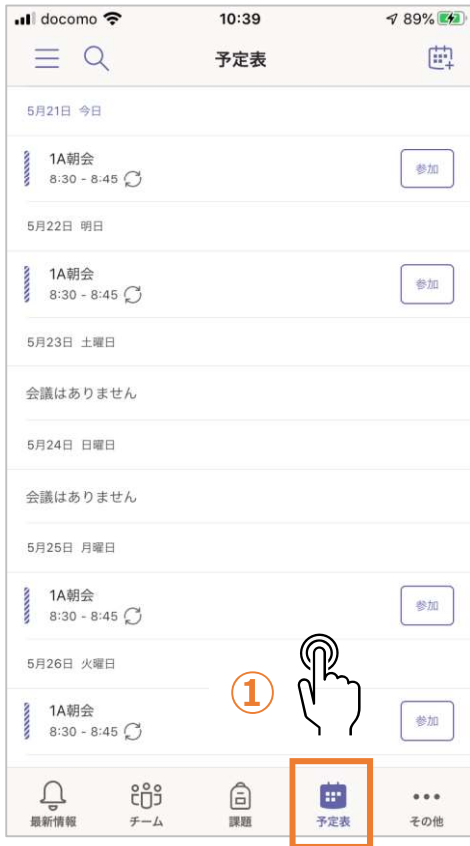 docomo 10:39 89%
予定表
5月21日 今日
1A朝会
8:30 - 8:45
参加
5月22日 明日
1A朝会
8:30 - 8:45
参加
5月23日 土曜日
会議はありません
5月24日 日曜日
会議はありません
5月25日 月曜日
1A朝会
8:30 - 8:45
参加
5月26日 火曜日
①
1A朝会
8:30 - 8:45
参加
最新情報 チーム 課題 予定表 その他